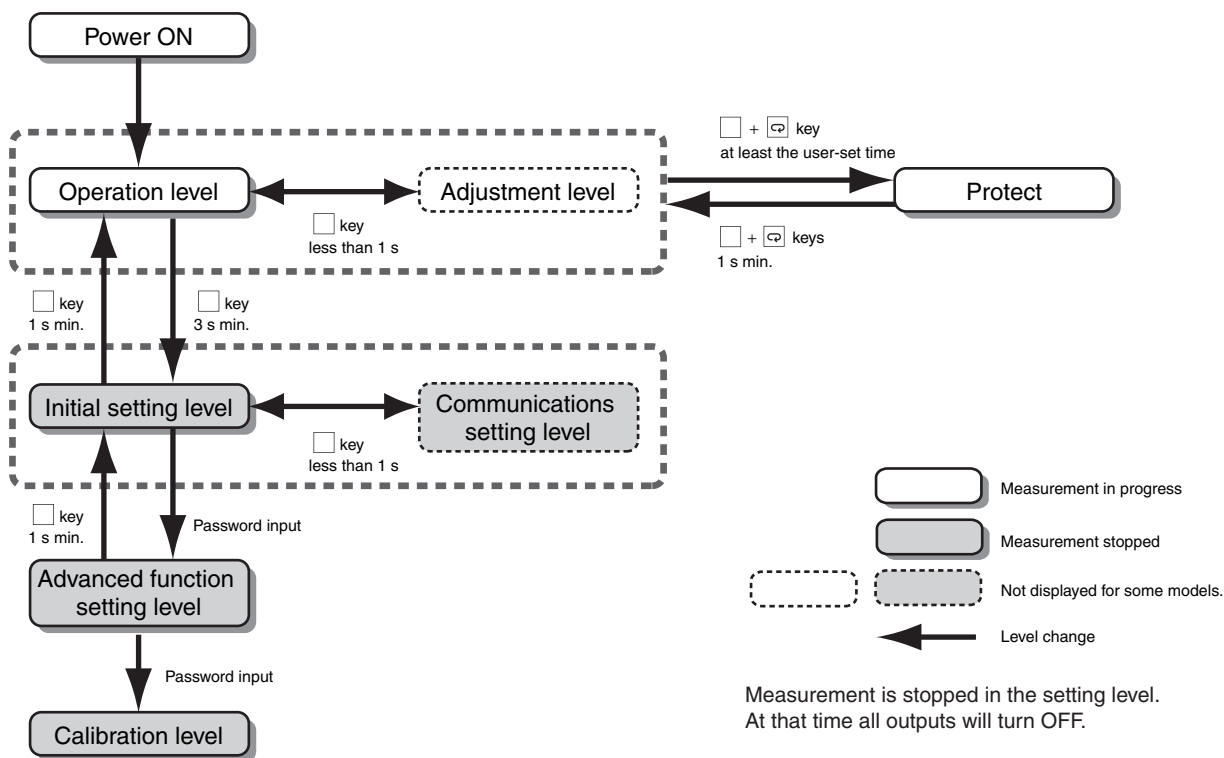 Power ON
+ key
at least the user-set time
Operation level
Adjustment level
Protect
key
less than 1 s
+ keys
1 s min.
key
1 s min.
key
3 s min.
Initial setting level
Communications
setting level
key
less than 1 s
key
1 s min.
Password input
Measurement in progress
Measurement stopped
Advanced function
setting level
Not displayed for some models.
Level change
Password input
Measurement is stopped in the setting level.
At that time all outputs will turn OFF.
Calibration level